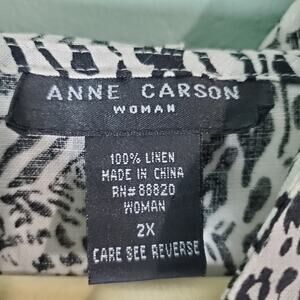 ANNE CARSON
WOMAN
100% LINEN
MADE IN CHINA
RN#88820
WOMAN
2X
CARE SEE REVERSE